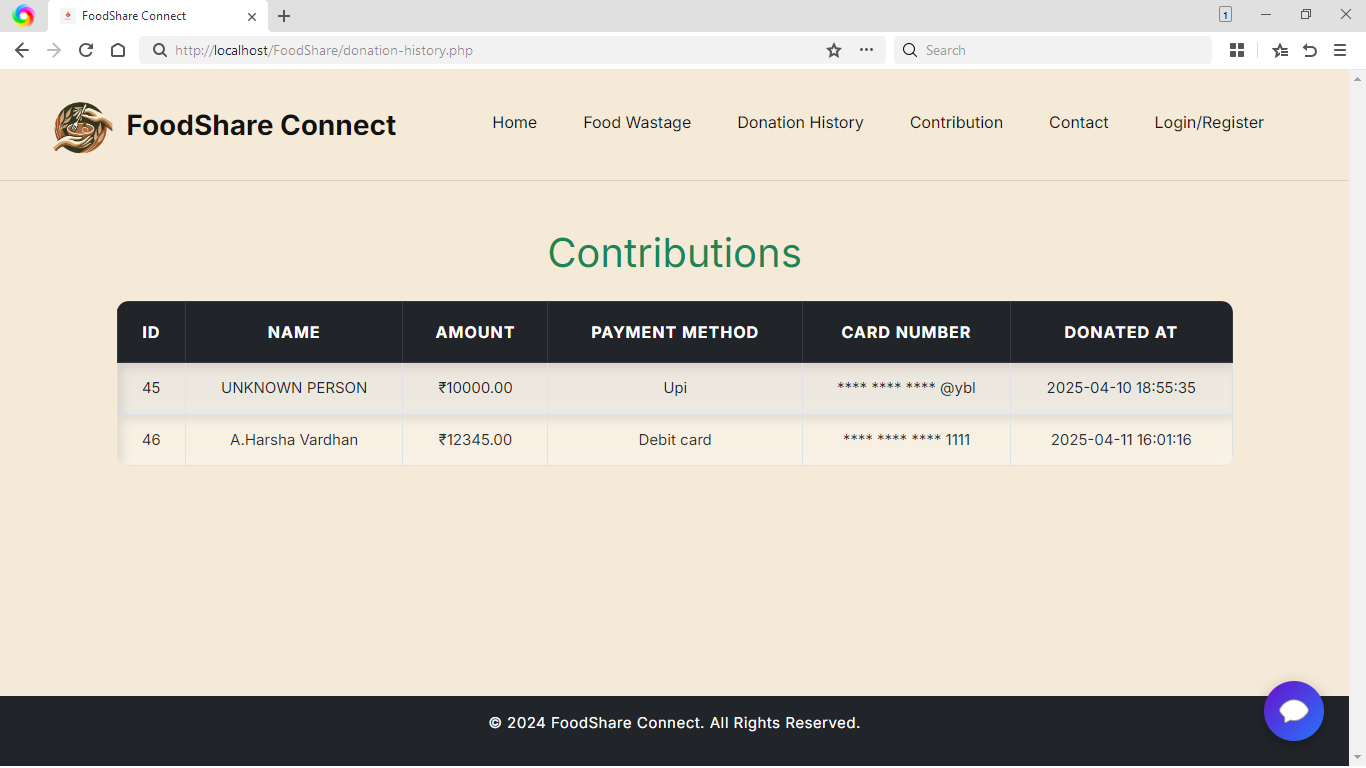 FoodShare Connect
1
http://localhost/FoodShare/donation-history.php
Search
FoodShare Connect
Home Food Wastage Donation History Contribution Contact Login/Register
Contributions
ID NAME AMOUNT PAYMENT METHOD CARD NUMBER DONATED AT
45 UNKNOWN PERSON ₹10000.00 Upi **** **** **** @ybl 2025-04-10 18:55:35
46 A.Harsha Vardhan ₹12345.00 Debit card **** **** **** 1111 2025-04-11 16:01:16
© 2024 FoodShare Connect. All Rights Reserved.